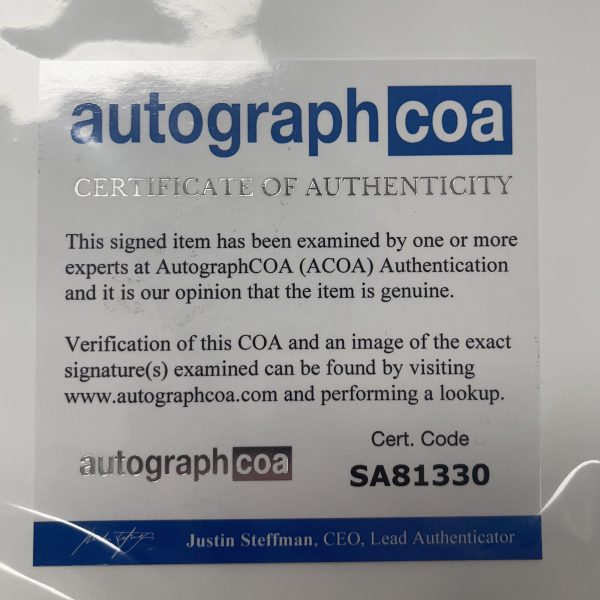 autographcoa
CERTIFICATE OF AUTHENTICITY
This signed item has been examined by one or more
experts at AutographCOA (ACOA) Authentication
and it is our opinion that the item is genuine.
Verification of this COA and an image of the exact
signature(s) examined can be found by visiting
www.autographcoa.com and performing a lookup.
Cert. Code
autographcoa
SA81330
Justin Steffman, CEO, Lead Authenticator